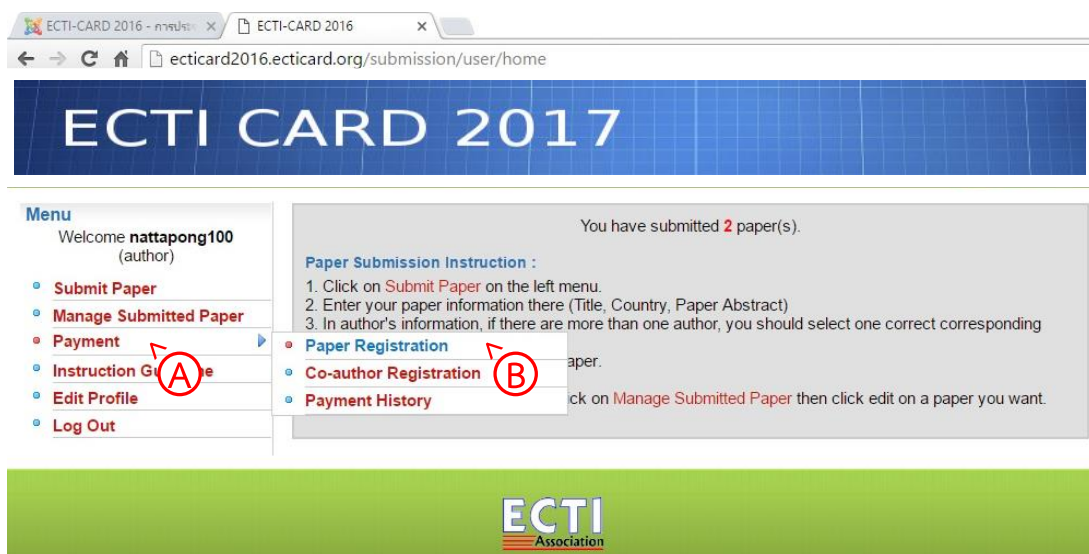 ECTI-CARD 2016 - การประ
ECTI-CARD 2016
ecticard2016.ecticard.org/submission/user/home
ECTI CARD 2017
Menu
Welcome nattapong100
(author)
Submit Paper
Manage Submitted Paper
Payment
Instruction
Edit Profile
Log Out
A
Paper Registration
Co-author Registration
Payment History
B
You have submitted 2 paper(s).
Paper Submission Instruction :
1. Click on Submit Paper on the left menu.
2. Enter your paper information there (Title, Country, Paper Abstract)
3. In author's information, if there are more than one author, you should select one correct corresponding
aper.
ck on Manage Submitted Paper then click edit on a paper you want.
ECTI
Association